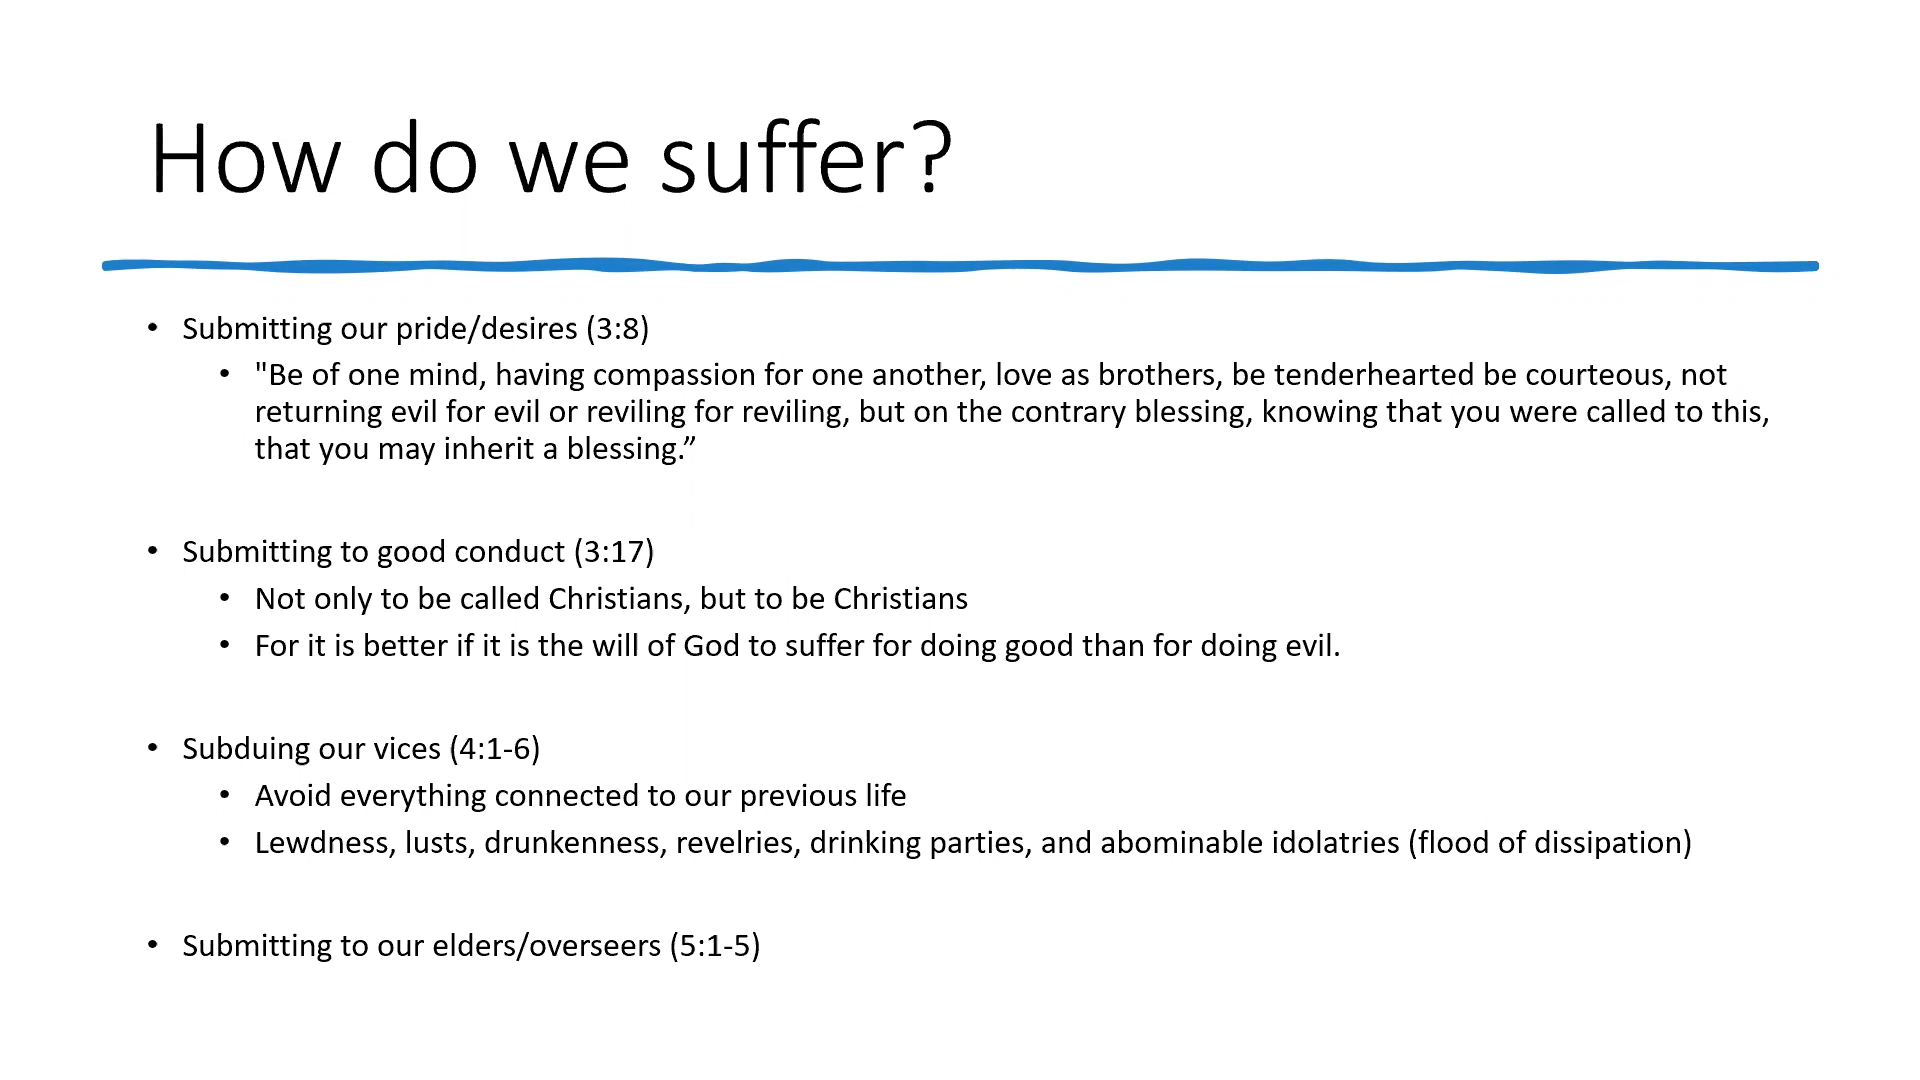 How do we suffer?
• Submitting our pride/desires (3:8)
• "Be of one mind, having compassion for one another, love as brothers, be tenderhearted be courteous, not
returning evil for evil or reviling for reviling, but on the contrary blessing, knowing that you were called to this,
that you may inherit a blessing.”
• Submitting to good conduct (3:17)
• Not only to be called Christians, but to be Christians
• For it is better if it is the will of God to suffer for doing good than for doing evil.
• Subduing our vices (4:1-6)
• Avoid everything connected to our previous life
• Lewdness, lusts, drunkenness, revelries, drinking parties, and abominable idolatries (flood of dissipation)
• Submitting to our elders/overseers (5:1-5)